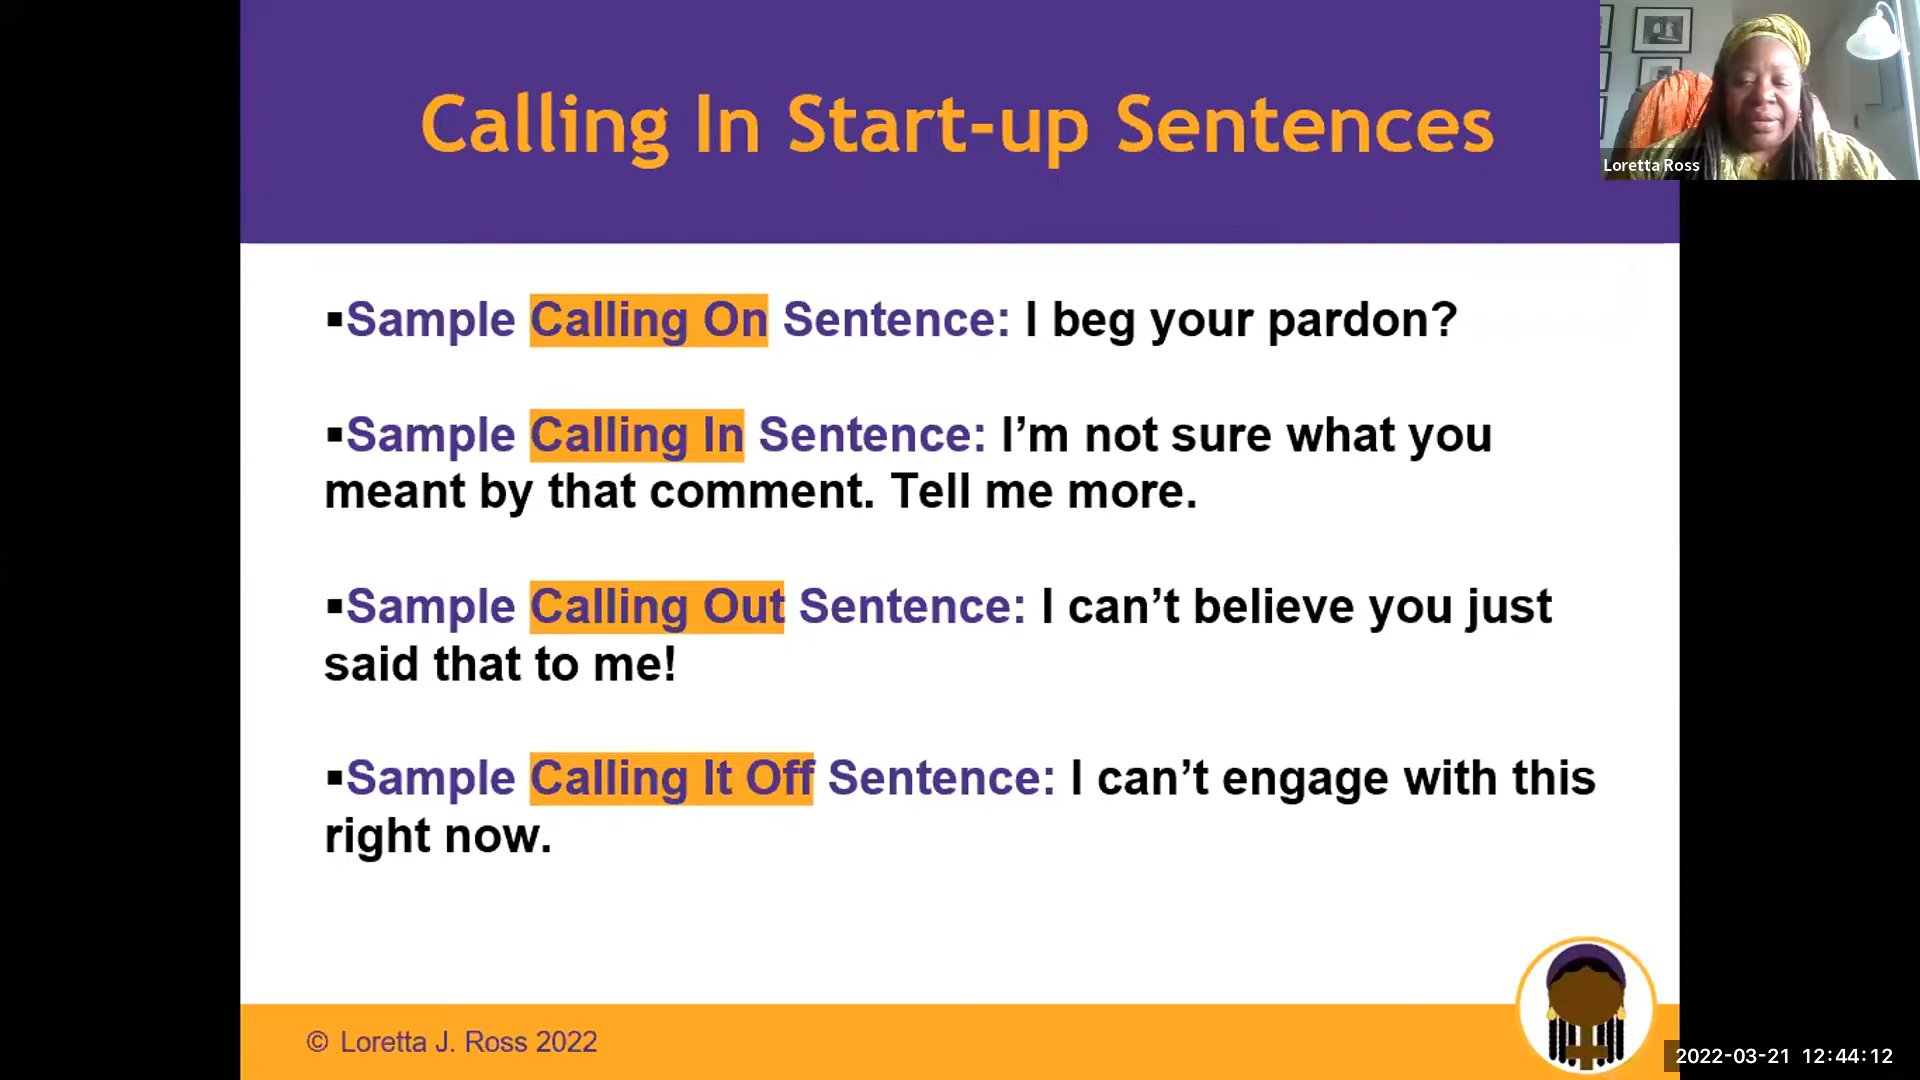 Calling In Start-up Sentences
Loretta Ross
▪Sample Calling On Sentence: I beg your pardon?
▪Sample Calling In Sentence: I’m not sure what you
meant by that comment. Tell me more.
▪Sample Calling Out Sentence: I can’t believe you just
said that to me!
▪Sample Calling It Off Sentence: I can’t engage with this
right now.
© Loretta J. Ross 2022
2022-03-21 12:44:12